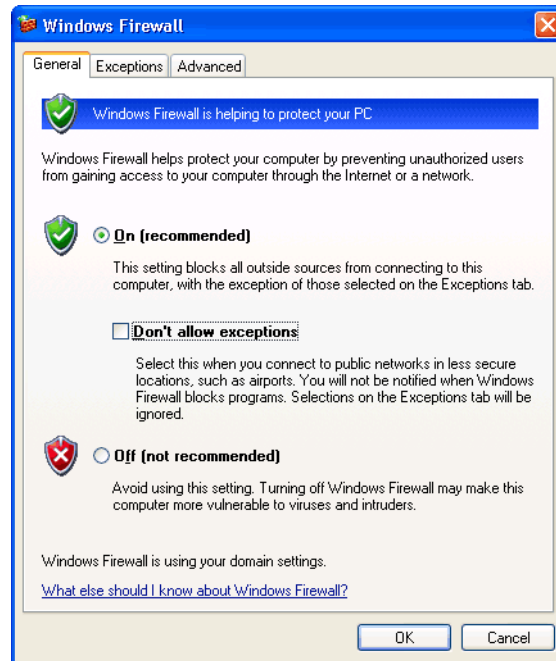 Windows Firewall
General Exceptions Advanced
Windows Firewall is helping to protect your PC
Windows Firewall helps protect your computer by preventing unauthorized users
from gaining access to your computer through the Internet or a network.
On (recommended)
This setting blocks all outside sources from connecting to this
computer, with the exception of those selected on the Exceptions tab.
Don't allow exceptions
Select this when you connect to public networks in less secure
locations, such as airports. You will not be notified when Windows
Firewall blocks programs. Selections on the Exceptions tab will be
ignored.
Off (not recommended)
Avoid using this setting. Turning off Windows Firewall may make this
computer more vulnerable to viruses and intruders.
Windows Firewall is using your domain settings.
What else should I know about Windows Firewall?
OK Cancel